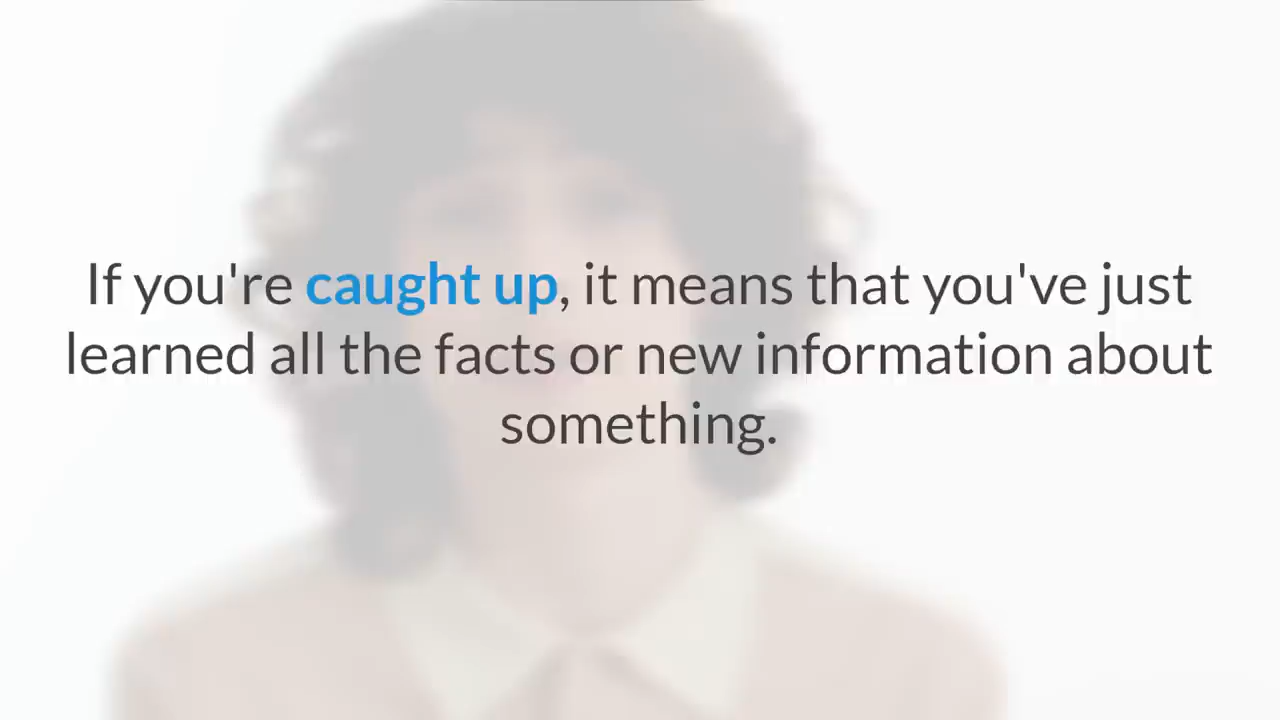 If you're caught up, it means that you've just
learned all the facts or new information about
something.